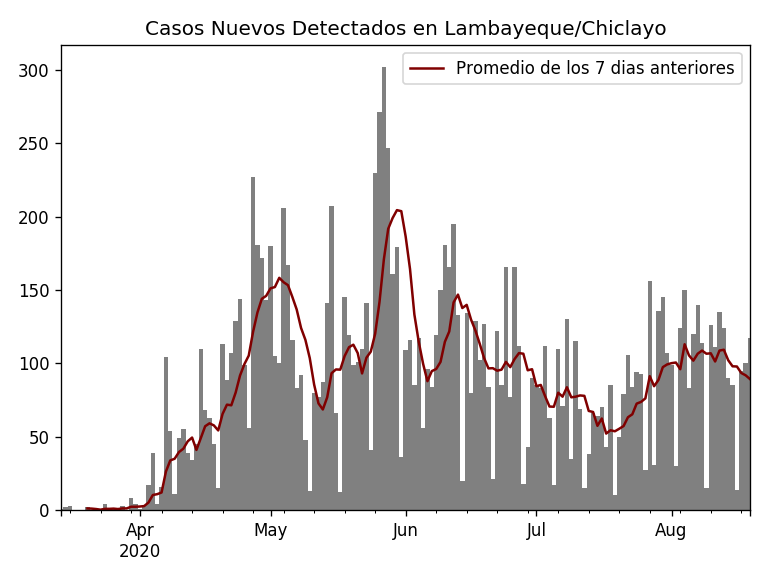 Casos Nuevos Detectados en Lambayeque/Chiclayo
Promedio de los 7 dias anteriores
300
250
200
150
100
50
0
Apr May Jun Jul Aug
2020